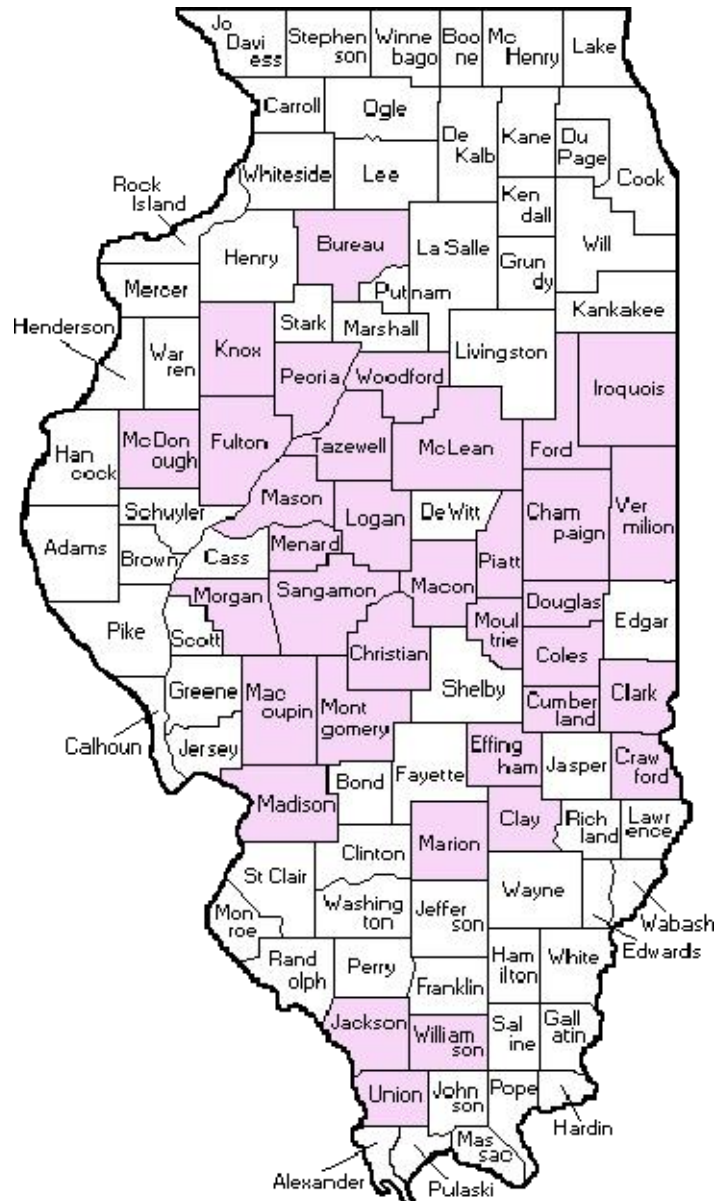 Jo
Davi
ess
Stephen
son
Winne
bago
Boo
ne
Mc
Henry
Lake
Carroll
Ogle
De
Kalb
Kane
Du
Page
Cook
Whiteside
Lee
Rock
Island
Ken
dall
Will
Henry
Bureau
La Salle
Grun
dy
Mercer
Putnam
Kankakee
Henderson
Stark
Marshall
War
ren
Knox
Livingston
Peoria
Woodford
Iroquois
Han
cock
McDon
ough
Fulton
Tazewell
McLean
Ford
Mason
Schuyler
Logan
De Witt
Cham
paign
Ver
milion
Adams
Brown
Cass
Menard
Piatt
Morgan
Sangamon
Macon
Douglas
Pike
Scott
Moul
trie
Edgar
Christian
Coles
Greene
Mac
coupin
Mont
gomery
Shelby
Cumber
land
Clark
Calhoun
Jersey
Effing
ham
Jasper
Craw
ford
Bond
Fayette
Madison
Marion
Clay
Rich
land
Lawr
ence
Clinton
St Clair
Wayne
Washing
ton
Jeffer
son
Wabash
Edwards
Mon
roe
Rand
olph
Perry
Ham
ilton
White
Franklin
Jackson
William
son
Sal
ine
Gall
atin
Union
John
son
Pope
Hardin
Mas
sac
Alexander
Pulaski